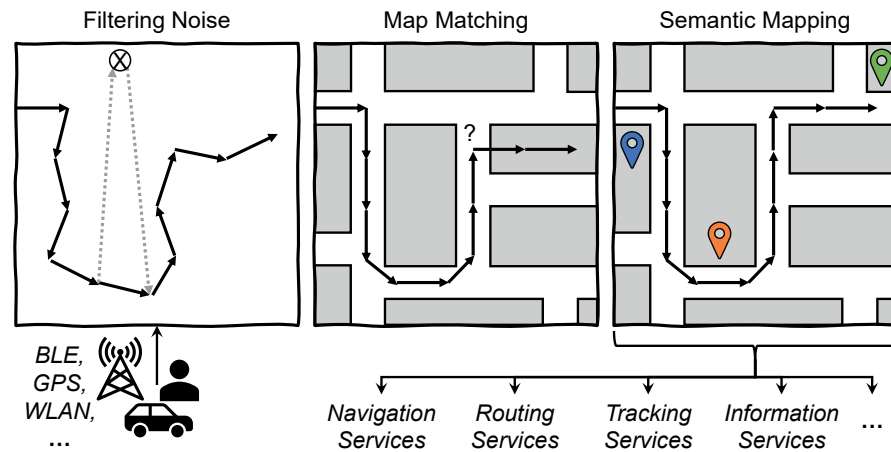 Filtering Noise
Map Matching
Semantic Mapping
X
?
BLE,
GPS,
WLAN,
...
Navigation
Services
Routing
Services
Tracking
Services
Information
Services
...